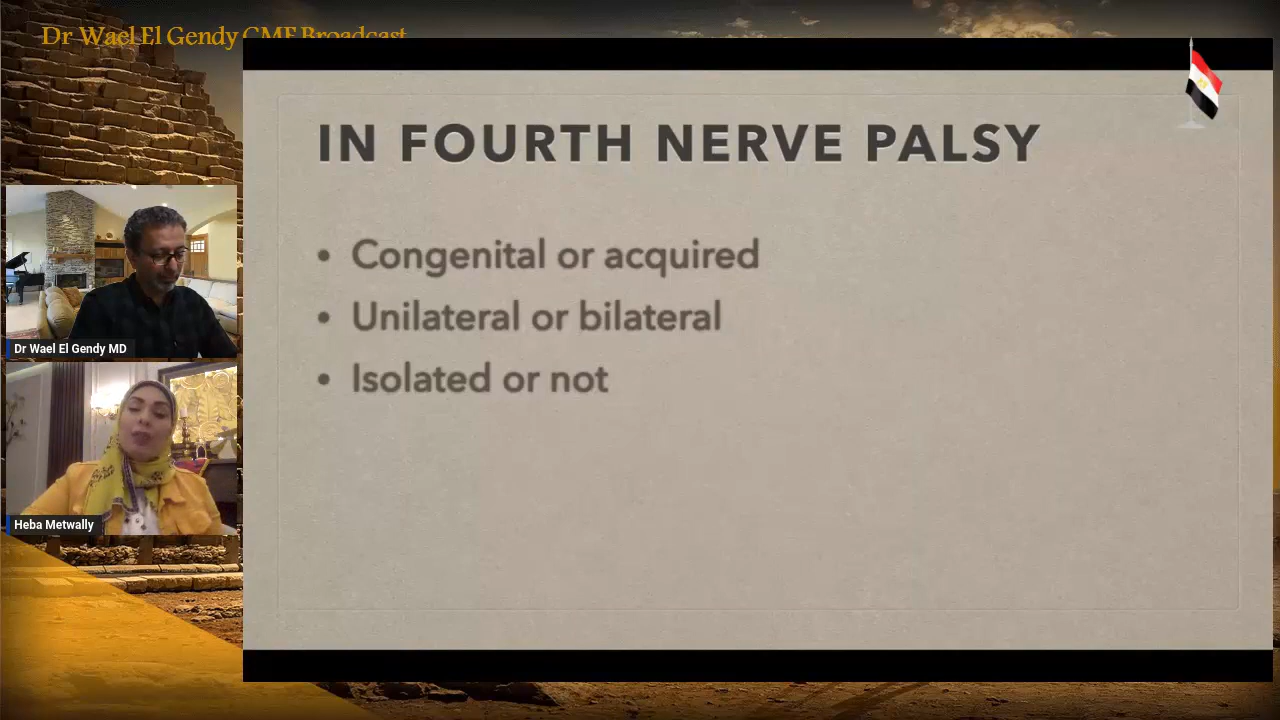 Dr Wael El Gendy CME Broadcast
IN FOURTH NERVE PALSY
• Congenital or acquired
• Unilateral or bilateral
• Isolated or not
Dr Wael El Gendy MD
Heba Metwally